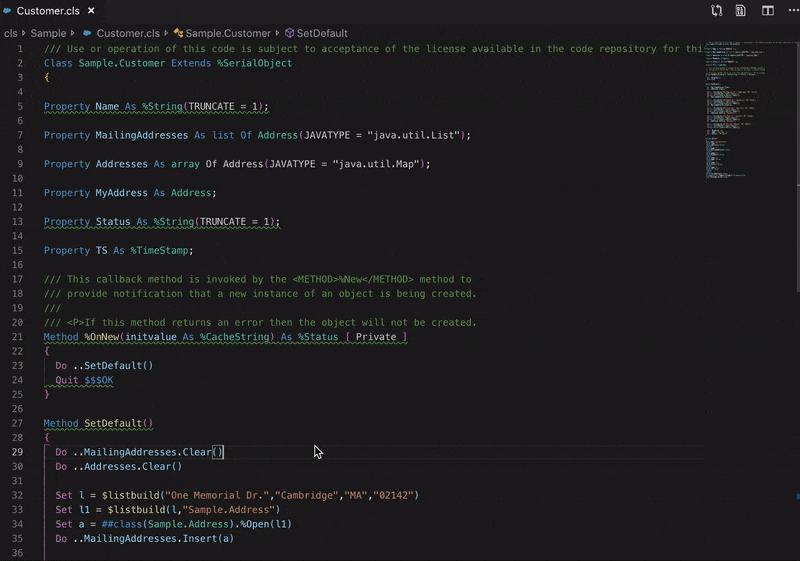 Customer.cls ×
cls › Sample › Customer.cls › Sample.Customer › SetDefault
1 /// Use or operation of this code is subject to acceptance of the license available in the code repository for thi
2 Class Sample.Customer Extends %SerialObject
3 {
4
5 Property Name As %String(TRUNCATE = 1);
6
7 Property MailingAddresses As list Of Address(JAVATYPE = "java.util.List");
8
9 Property Addresses As array Of Address(JAVATYPE = "java.util.Map");
10
11 Property MyAddress As Address;
12
13 Property Status As %String(TRUNCATE = 1);
14
15 Property TS As %TimeStamp;
16
17 /// This callback method is invoked by the <METHOD>%New</METHOD> method to
18 /// provide notification that a new instance of an object is being created.
19 ///
20 /// <P>If this method returns an error then the object will not be created.
21 Method %OnNew(initvalue As %CacheString) As %Status [ Private ]
22 {
23 Do ..SetDefault()
24 Quit $$$OK
25 }
26
27 Method SetDefault()
28 {
29 Do ..MailingAddresses.Clear()
30 Do ..Addresses.Clear()
31
32 Set l = $listbuild("One Memorial Dr.","Cambridge","MA","02142")
33 Set l1 = $listbuild(l,"Sample.Address")
34 Set a = ##class(Sample.Address).%Open(l1)
35 Do ..MailingAddresses.Insert(a)
36